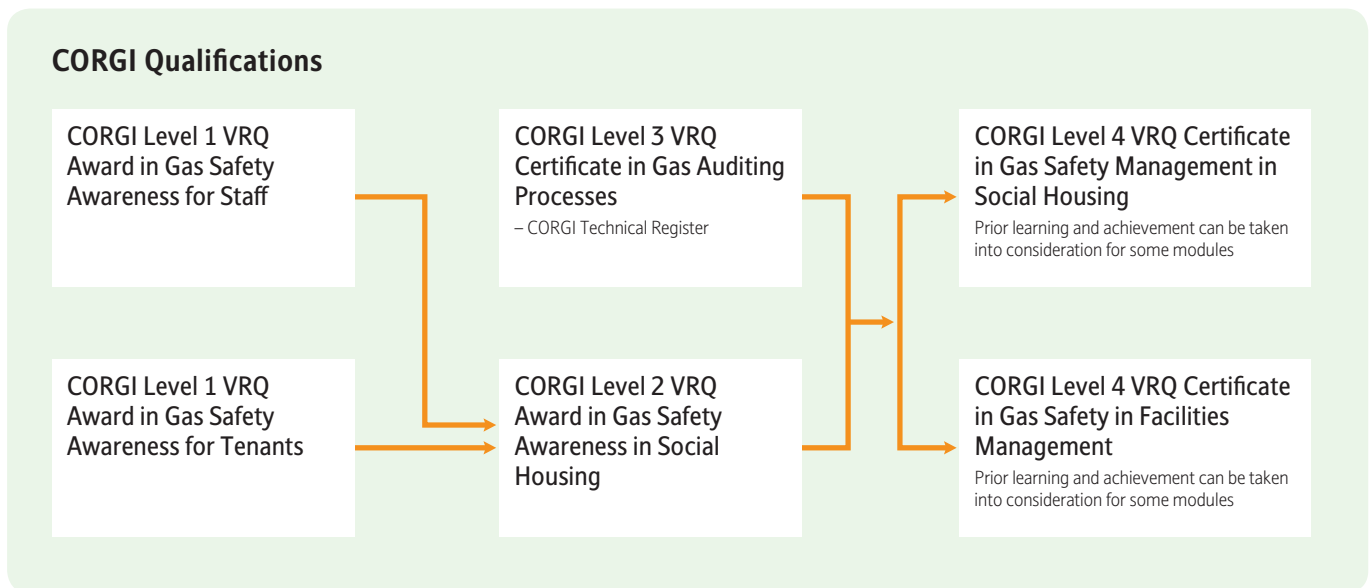 CORGI Qualifications
CORGI Level 1 VRQ
Award in Gas Safety
Awareness for Staff
CORGI Level 3 VRQ
Certificate in Gas Auditing
Processes
– CORGI Technical Register
CORGI Level 4 VRQ Certificate
in Gas Safety Management in
Social Housing
Prior learning and achievement can be taken
into consideration for some modules
CORGI Level 1 VRQ
Award in Gas Safety
Awareness for Tenants
CORGI Level 2 VRQ
Award in Gas Safety
Awareness in Social
Housing
CORGI Level 4 VRQ Certificate
in Gas Safety in Facilities
Management
Prior learning and achievement can be taken
into consideration for some modules